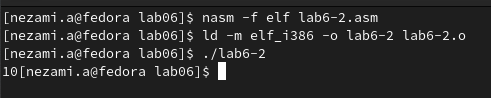 [nezami.a@fedora lab06]$ nasm -f elf lab6-2.asm
[nezami.a@fedora lab06]$ ld -m elf_i386 -o lab6-2 lab6-2.o
[nezami.a@fedora lab06]$ ./lab6-2
10[nezami.a@fedora lab06]$